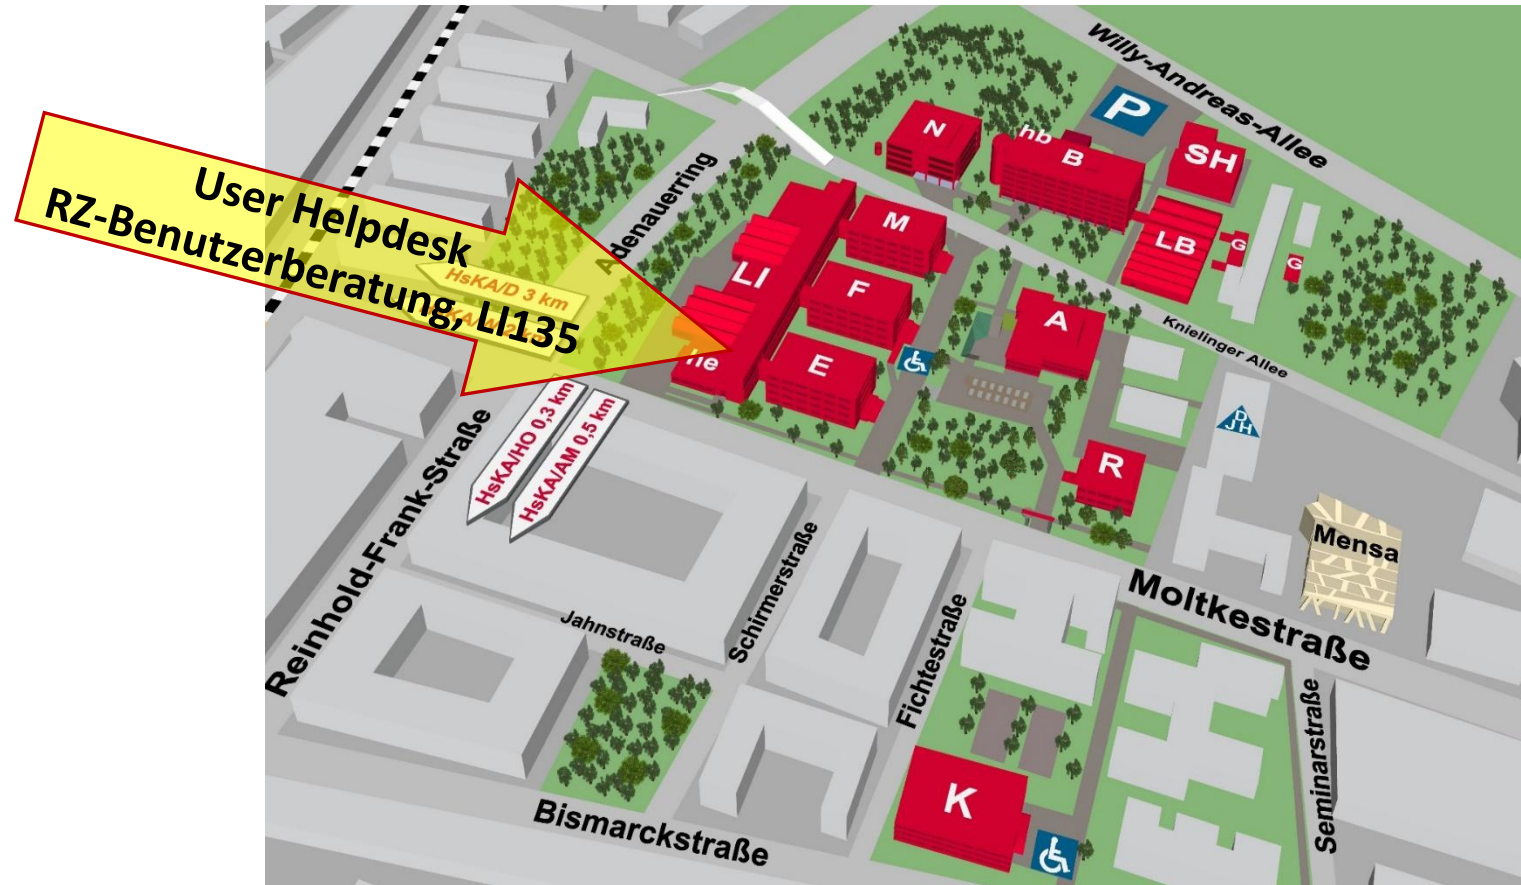 User Helpdesk
RZ-Benutzerberatung, LI135
HsKA/D 3 km
HsKA/HO 0,3 km
HsKA/AM 0,5 km
Willy-Andreas-Allee
Adenauerring
Knielinger Allee
Reinhold-Frank-Straße
Moltkestraße
Jahnstraße
Schirmerstraße
Fichtestraße
Bismarckstraße
Seminarstraße
P
N
hb
B
SH
M
LI
LB
G
G
F
A
he
E
R
D
JH
Mensa
K